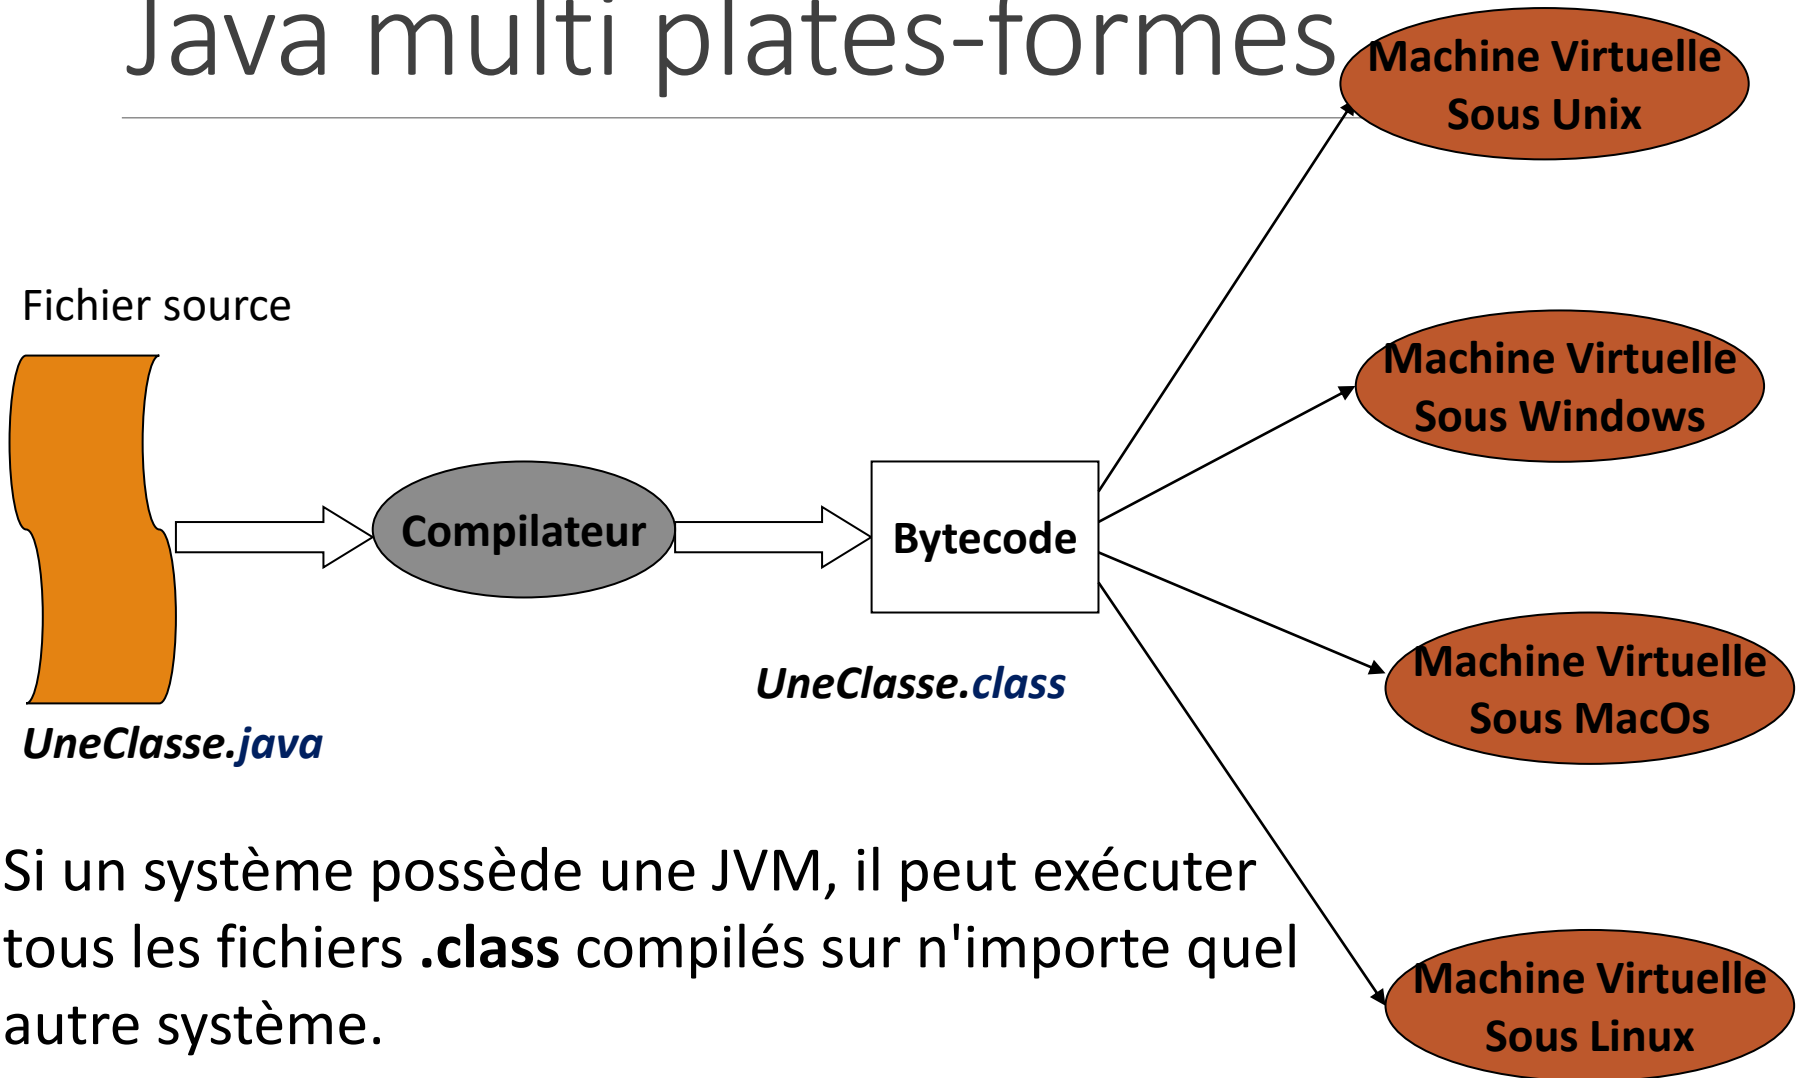 Java multi plates-formes
Machine Virtuelle
Sous Unix
Fichier source
Machine Virtuelle
Sous Windows
Compilateur
Bytecode
UneClasse.class
UneClasse.java
Machine Virtuelle
Sous MacOs
Si un système possède une JVM, il peut exécuter
tous les fichiers .class compilés sur n'importe quel
autre système.
Machine Virtuelle
Sous Linux